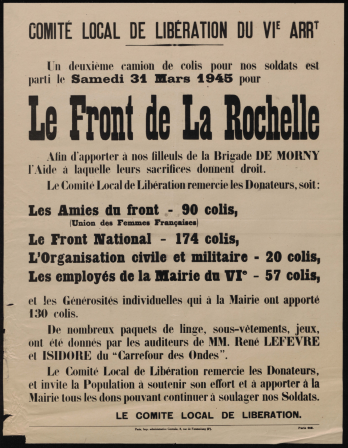 COMITÉ LOCAL DE LIBÉRATION DU VIᴱ ARRᵀ
Un deuxième camion de colis pour nos soldats est
parti le Samedi 31 Mars 1945 pour
Le Front de La Rochelle
Afin d'apporter à nos filleuls de la Brigade DE MORNY
l'Aide à laquelle leurs sacrifices donnent droit.
Le Comité Local de Libération remercie les Donateurs, soit:
Les Amies du front - 90 colis,
(Union des Femmes Françaises)
Le Front National - 174 colis,
L'Organisation civile et militaire - 20 colis,
Les employés de la Mairie du VIᵉ - 57 colis,
et les Générosités individuelles qui à la Mairie ont apporté
130 colis.
De nombreux paquets de linge, sous-vêtements, jeux,
ont été donnés par les auditeurs de MM. René LEFEVRE
et ISIDORE du "Carrefour des Ondes".
Le Comité Local de Libération remercie les Donateurs,
et invite la Population à soutenir son effort et à apporter à la
Mairie tous les dons pouvant continuer à soulager nos Soldats.
LE COMITE LOCAL DE LIBERATION.